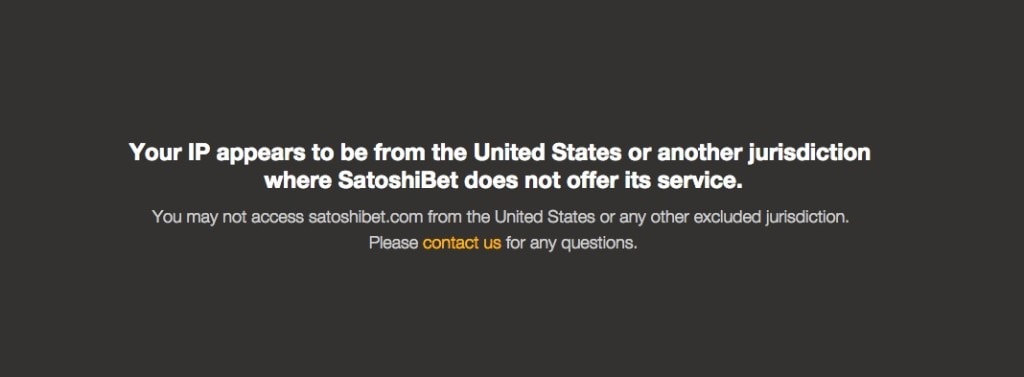 Your IP appears to be from the United States or another jurisdiction
where SatoshiBet does not offer its service.
You may not access satoshibet.com from the United States or any other excluded jurisdiction.
Please contact us for any questions.